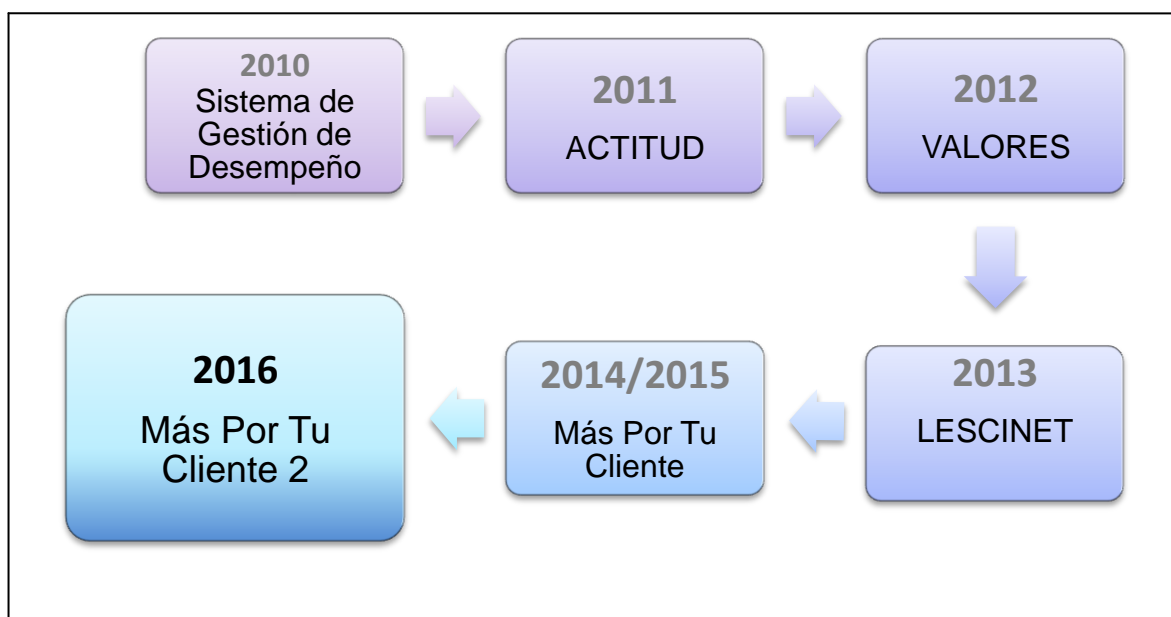 2010
Sistema de
Gestión de
Desempeño
2011
ACTITUD
2012
VALORES
2013
LESCINET
2014/2015
Más Por Tu
Cliente
2016
Más Por Tu
Cliente 2